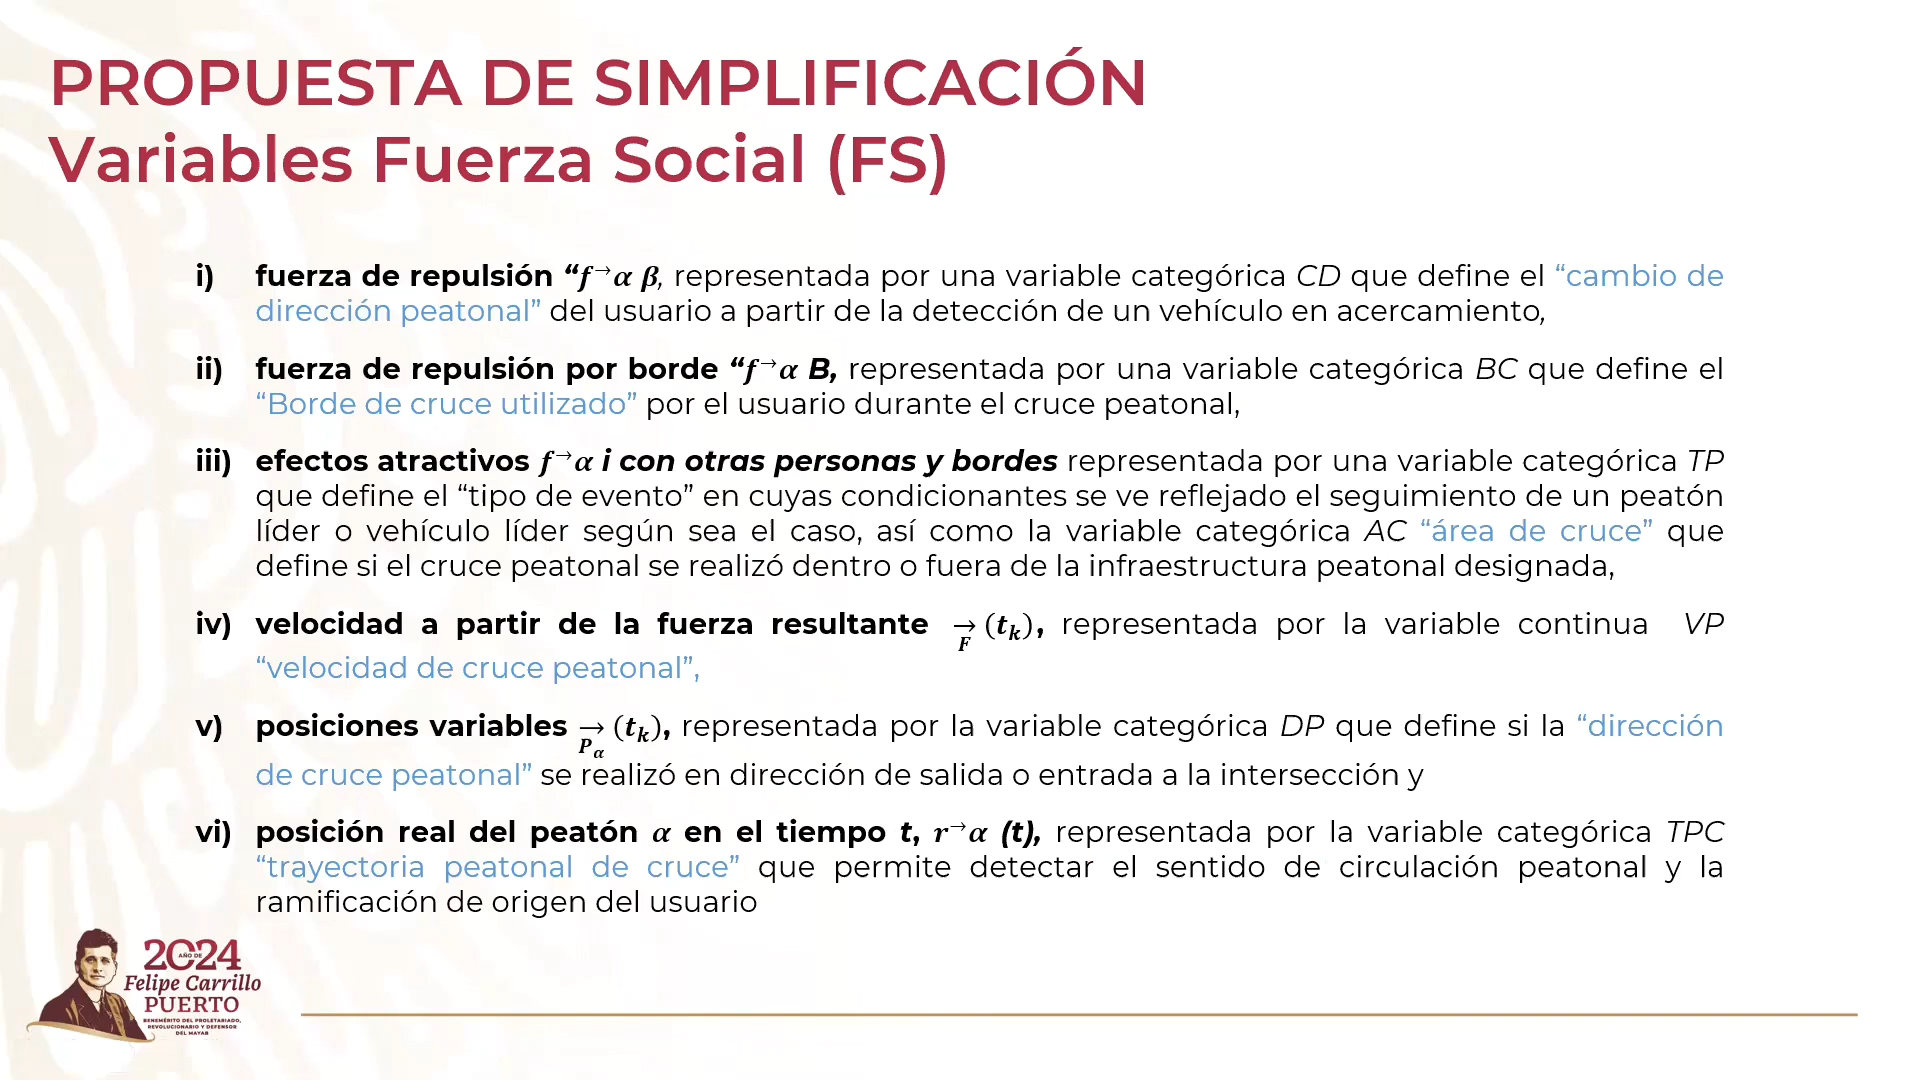 PROPUESTA DE SIMPLIFICACIÓN
Variables Fuerza Social (FS)
i) fuerza de repulsión “f→α β, representada por una variable categórica CD que define el “cambio de
dirección peatonal” del usuario a partir de la detección de un vehículo en acercamiento,
ii) fuerza de repulsión por borde “f→α B, representada por una variable categórica BC que define el
“Borde de cruce utilizado” por el usuario durante el cruce peatonal,
iii) efectos atractivos f→α i con otras personas y bordes representada por una variable categórica TP
que define el “tipo de evento” en cuyas condicionantes se ve reflejado el seguimiento de un peatón
líder o vehículo líder según sea el caso, así como la variable categórica AC “área de cruce” que
define si el cruce peatonal se realizó dentro o fuera de la infraestructura peatonal designada,
iv) velocidad a partir de la fuerza resultante →F (tk), representada por la variable continua VP
“velocidad de cruce peatonal”,
v) posiciones variables →Pα (tk), representada por la variable categórica DP que define si la “dirección
de cruce peatonal” se realizó en dirección de salida o entrada a la intersección y
vi) posición real del peatón α en el tiempo t, r→α (t), representada por la variable categórica TPC
“trayectoria peatonal de cruce” que permite detectar el sentido de circulación peatonal y la
ramificación de origen del usuario
2024
AÑO DE
Felipe Carrillo
PUERTO
BENEMÉRITO DEL PROLETARIADO,
REVOLUCIONARIO Y DEFENSOR
DEL MAYAB